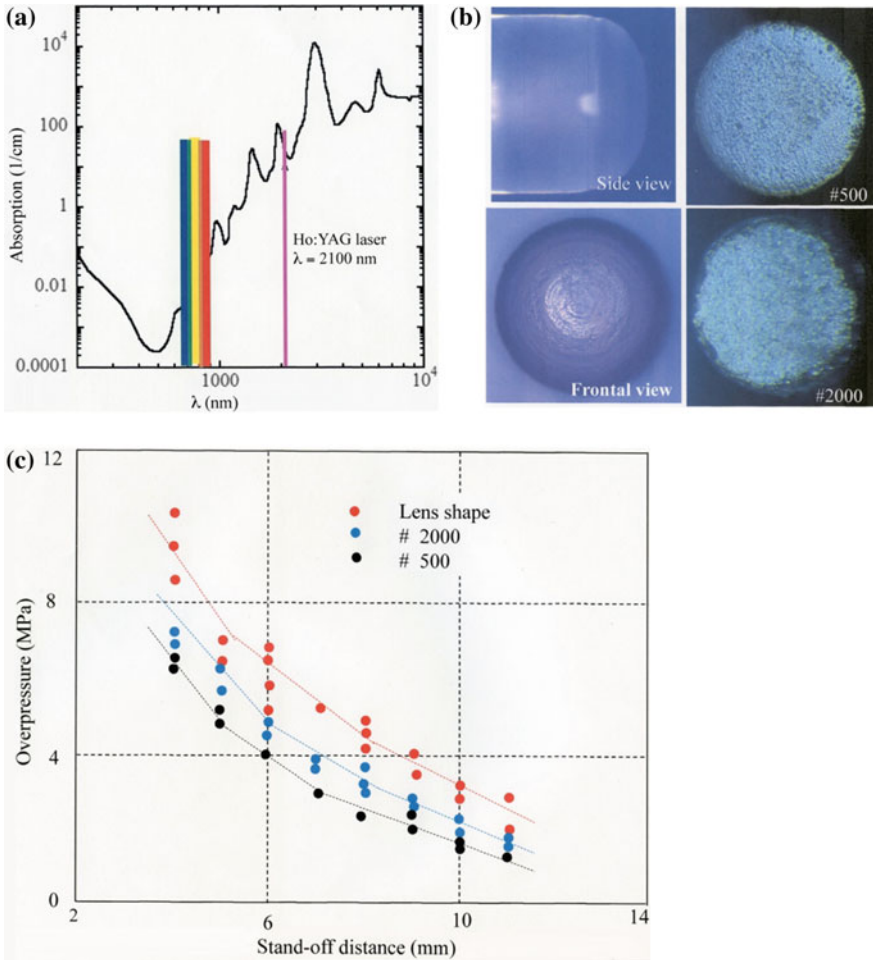 (a)
10^4
100
1
0.01
0.0001
Absorption (1/cm)
1000
10^4
λ (nm)
Ho:YAG laser
λ = 2100 nm
(b)
Side view
#500
Frontal view
#2000
(c)
12
8
4
0
Overpressure (MPa)
Lens shape
# 2000
# 500
2
6
10
14
Stand-off distance (mm)